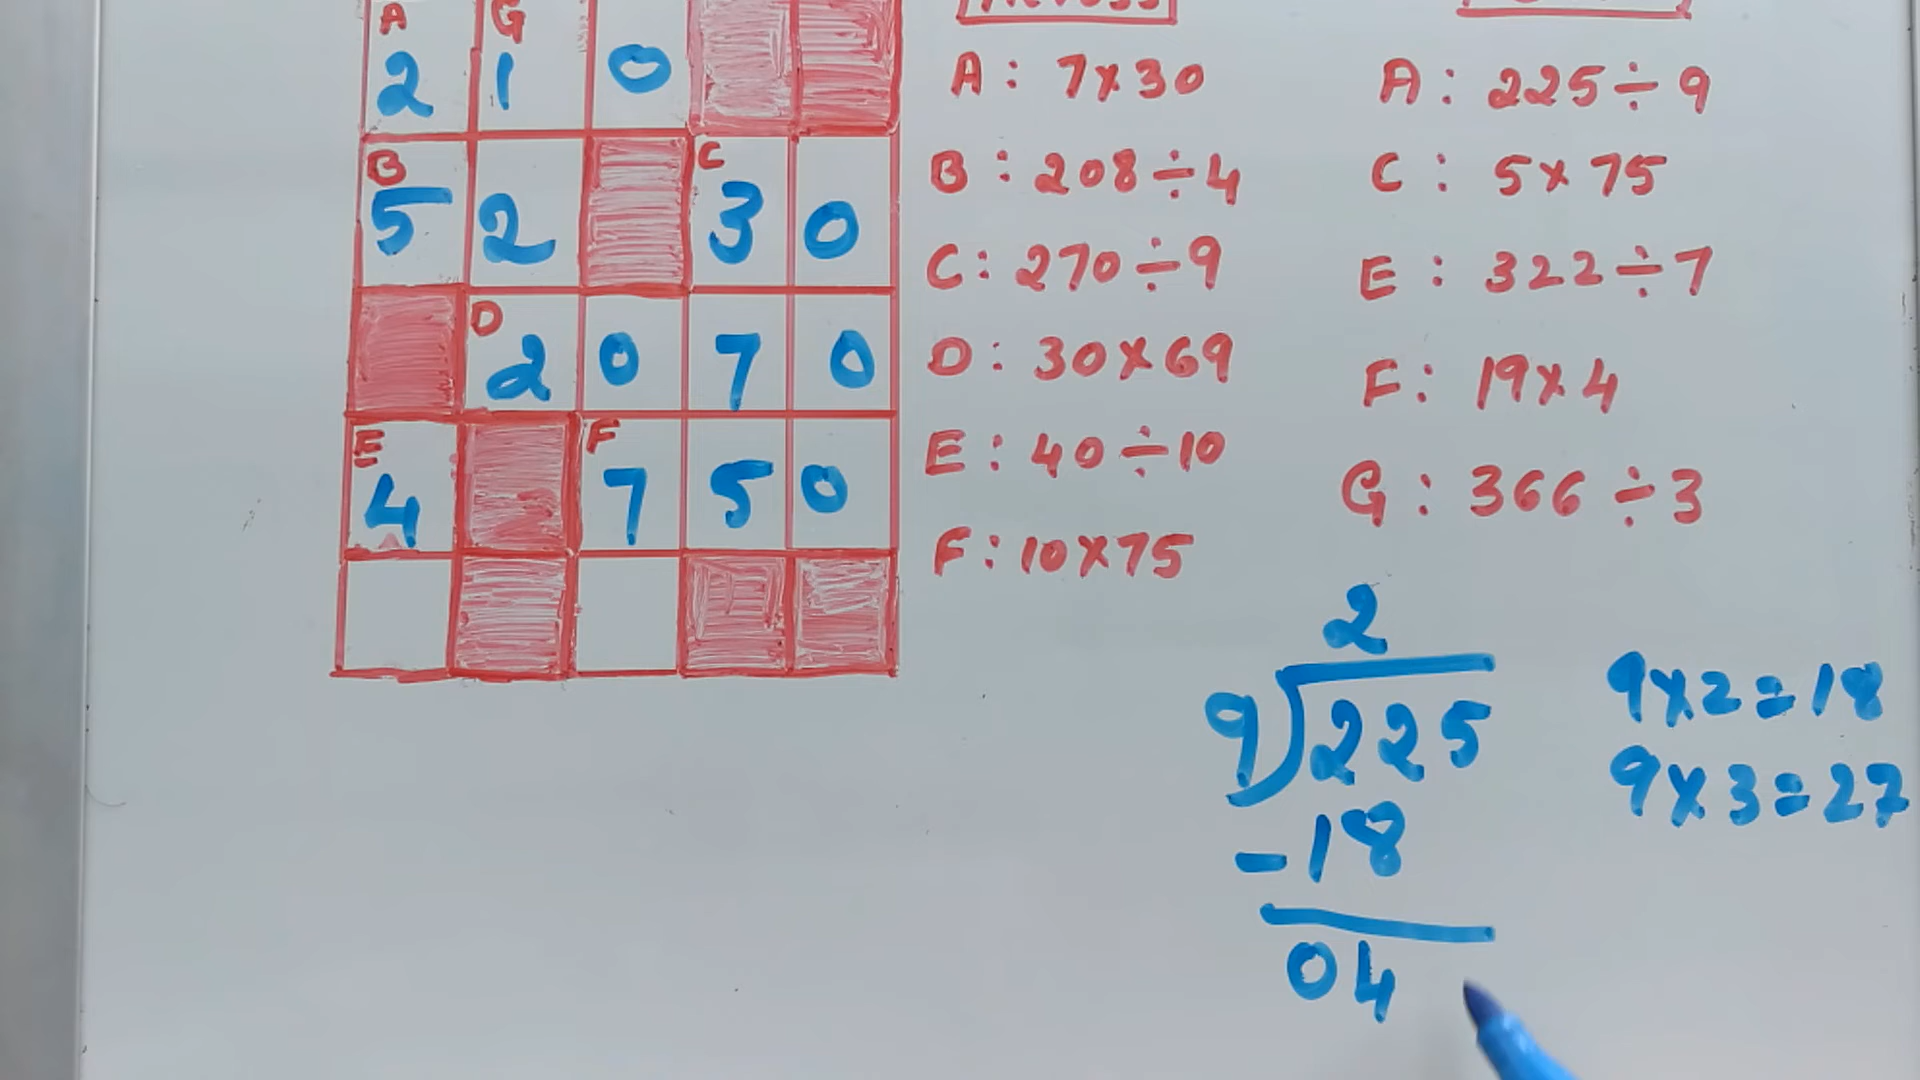 A G
2 1 0
B C
5 2 3 0
D
2 0 7 0
E F
4 7 5 0
A : 7x30
B : 208÷4
C : 270÷9
D : 30x69
E : 40÷10
F : 10x75
A : 225÷9
C : 5x75
E : 322÷7
F : 19x4
G : 366÷3
2
9)225
-18
04
9x2=18
9x3=27